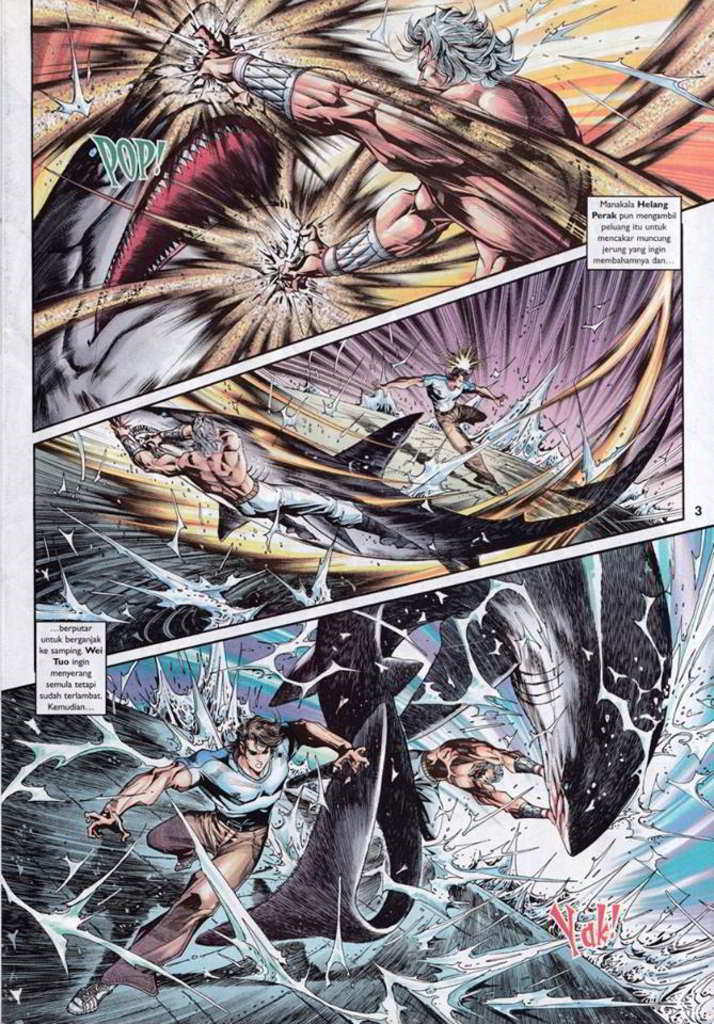 POP!
Manakala Helang
Perak pun mengambil
peluang itu untuk
mencakar muncung
jerung yang ingin
membahamnya dan...
3
...berputar
untuk berganjak
ke samping. Wei
Tuo ingin
menyerang
semula tetapi
sudah terlambat.
Kemudian...
Yak!